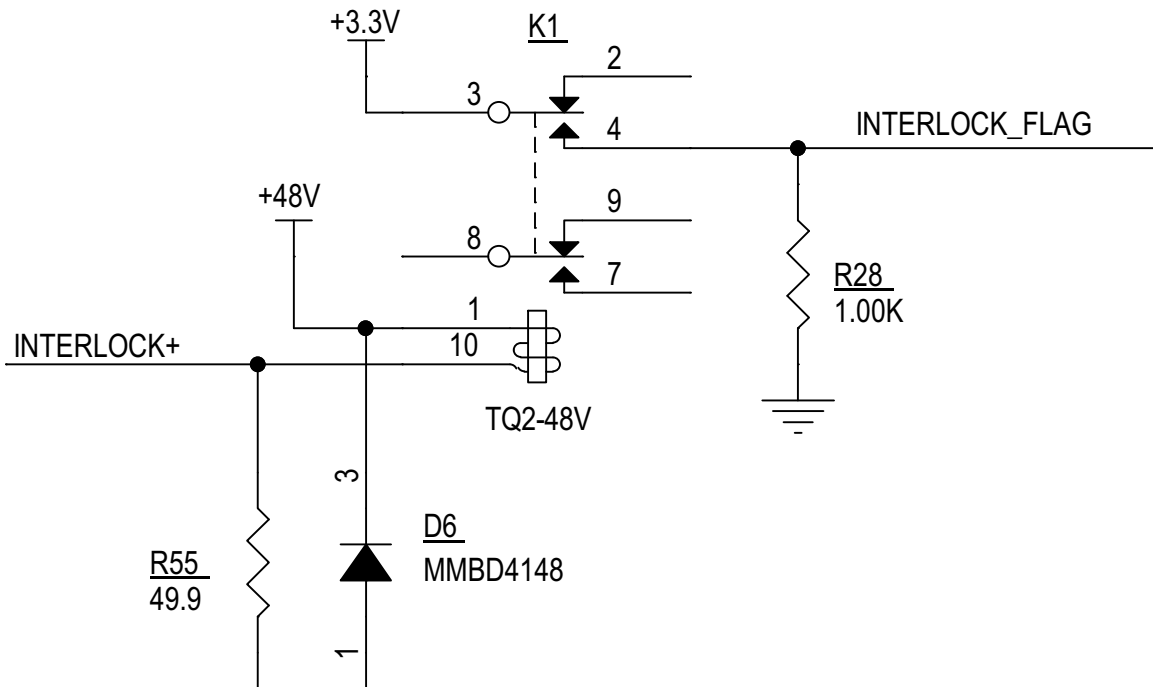 +3.3V
K1
2
3
4
INTERLOCK_FLAG
+48V
9
8
7
R28
1.00K
1
10
INTERLOCK+
TQ2-48V
3
D6
MMBD4148
R55
49.9
1